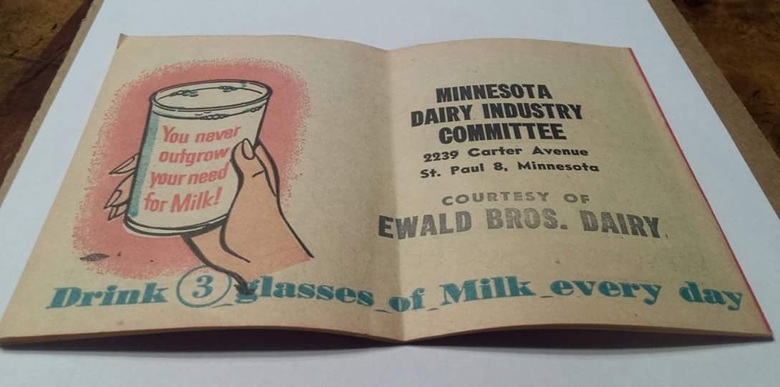 You never
outgrow
your need
for Milk!
MINNESOTA
DAIRY INDUSTRY
COMMITTEE
2239 Carter Avenue
St. Paul 8, Minnesota
COURTESY OF
EWALD BROS. DAIRY
Drink 3 glasses of Milk every day